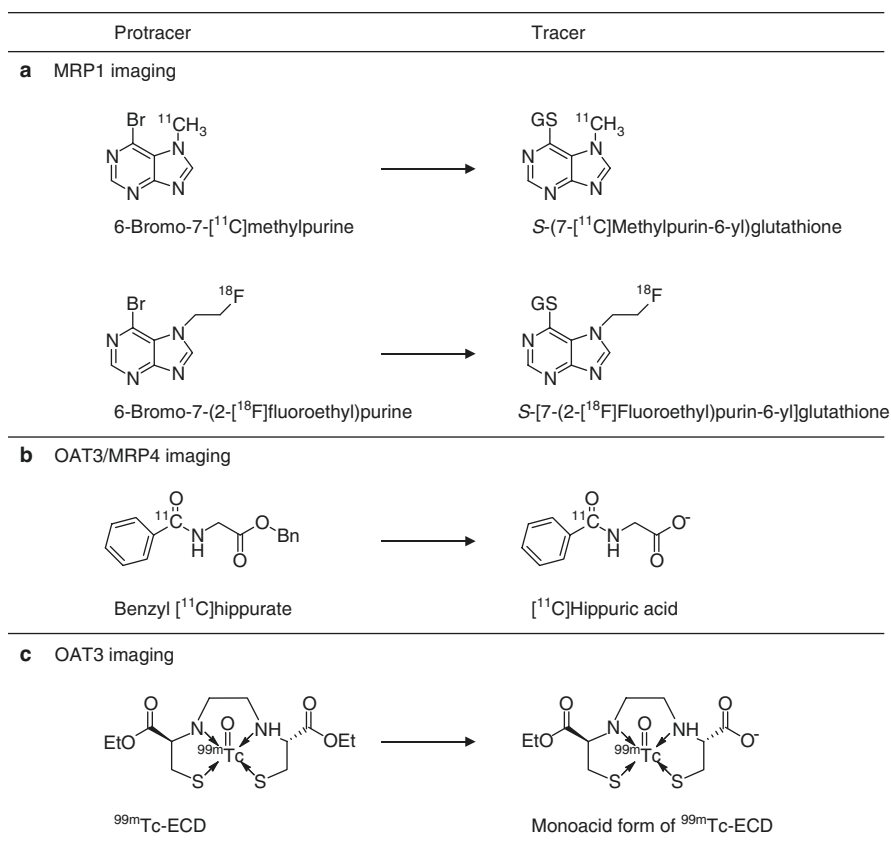 Protracer Tracer
a MRP1 imaging
Br ¹¹CH₃ N N N N GS ¹¹CH₃ N N N N
6-Bromo-7-[¹¹C]methylpurine S-(7-[¹¹C]Methylpurin-6-yl)glutathione
Br ¹⁸F N N N N GS ¹⁸F N N N N
6-Bromo-7-(2-[¹⁸F]fluoroethyl)purine S-[7-(2-[¹⁸F]Fluoroethyl)purin-6-yl]glutathione
b OAT3/MRP4 imaging
O ¹¹C N H O O Bn O ¹¹C N H O O⁻
Benzyl [¹¹C]hippurate [¹¹C]Hippuric acid
c OAT3 imaging
O EtO N O NH O OEt ⁹⁹ᵐTc S S O EtO N O NH O O⁻ ⁹⁹ᵐTc S S
⁹⁹ᵐTc-ECD Monoacid form of ⁹⁹ᵐTc-ECD